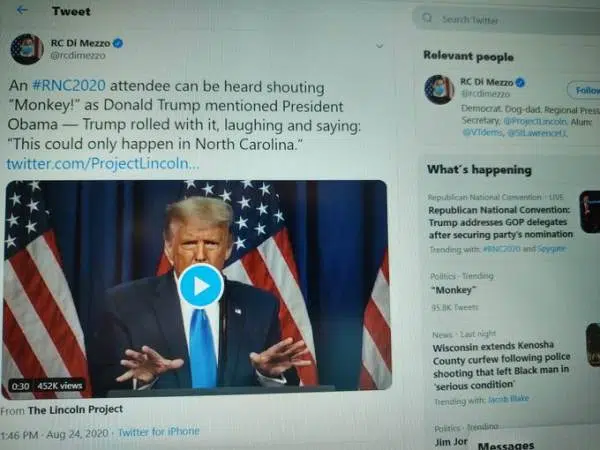 Tweet
RC Di Mezzo
@rcdimezzo
An #RNC2020 attendee can be heard shouting
"Monkey!" as Donald Trump mentioned President
Obama — Trump rolled with it, laughing and saying:
"This could only happen in North Carolina."
twitter.com/ProjectLincoln...
0:30 452K views
From The Lincoln Project
1:46 PM · Aug 24, 2020 · Twitter for iPhone
Search Twitter
Relevant people
RC Di Mezzo
@rcdimezzo
Follow
Democrat. Dog-dad. Regional Press
Secretary, @ProjectLincoln. Alum:
@VTdems, @StLawrenceU,
What's happening
Republican National Convention · LIVE
Republican National Convention:
Trump addresses GOP delegates
after securing party's nomination
Trending with: #RNC2020 and Spygate
Politics · Trending
"Monkey"
95.8K Tweets
News · Last night
Wisconsin extends Kenosha
County curfew following police
shooting that left Black man in
'serious condition'
Trending with: Jacob Blake
Politics · Trending
Jim Jor
Messages